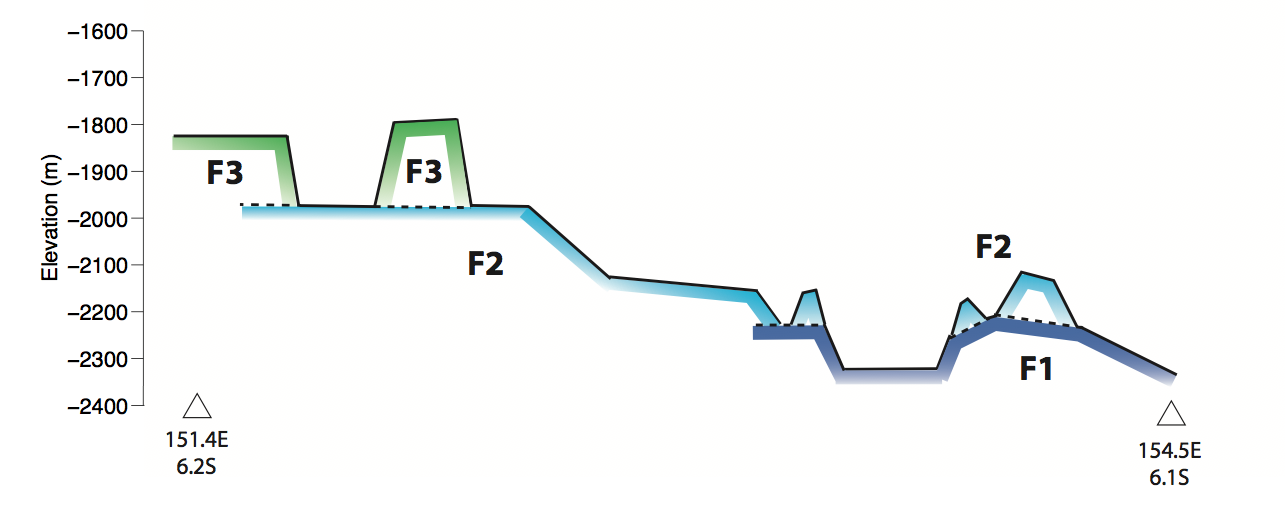 −1600
−1700
−1800
−1900
−2000
−2100
−2200
−2300
−2400
Elevation (m)
F3
F3
F2
F2
F1
151.4E
6.2S
154.5E
6.1S